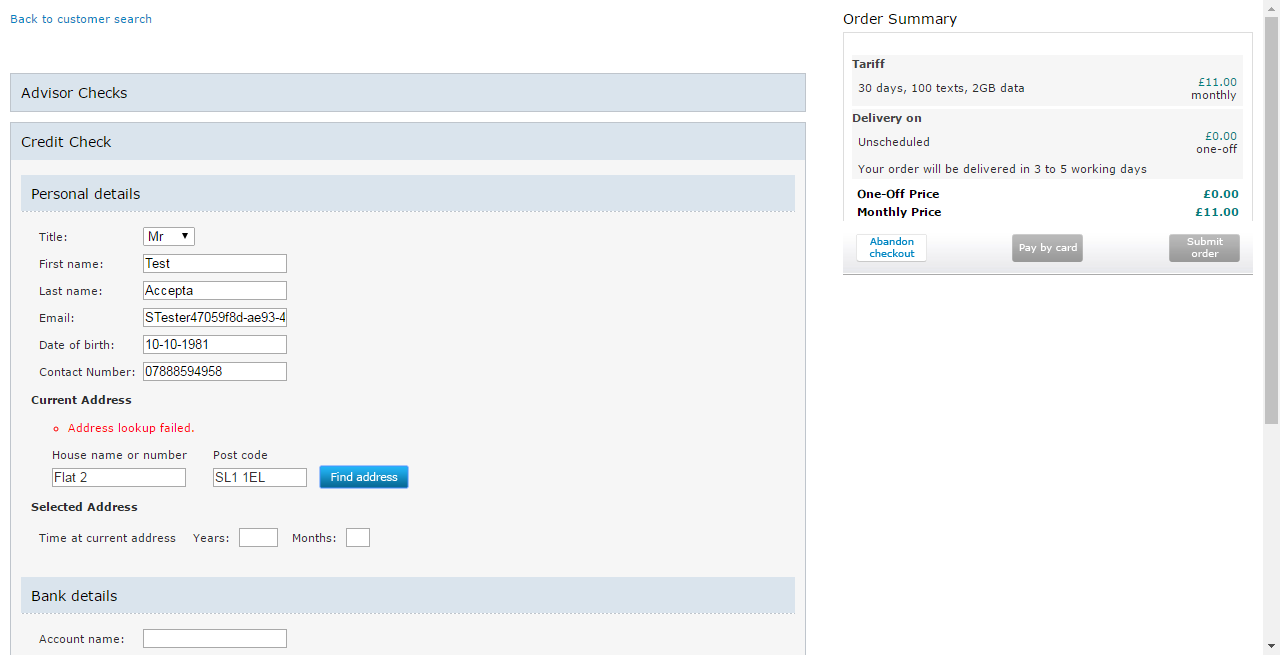 Back to customer search
Advisor Checks
Credit Check
Personal details
Title: Mr
First name: Test
Last name: Accepta
Email: STester47059f8d-ae93-4
Date of birth: 10-10-1981
Contact Number: 07888594958
Current Address
Address lookup failed.
House name or number Post code
Flat 2 SL1 1EL Find address
Selected Address
Time at current address Years: Months:
Bank details
Account name:
Order Summary
Tariff
30 days, 100 texts, 2GB data £11.00
monthly
Delivery on
Unscheduled £0.00
one-off
Your order will be delivered in 3 to 5 working days
One-Off Price £0.00
Monthly Price £11.00
Abandon
checkout
Pay by card
Submit
order